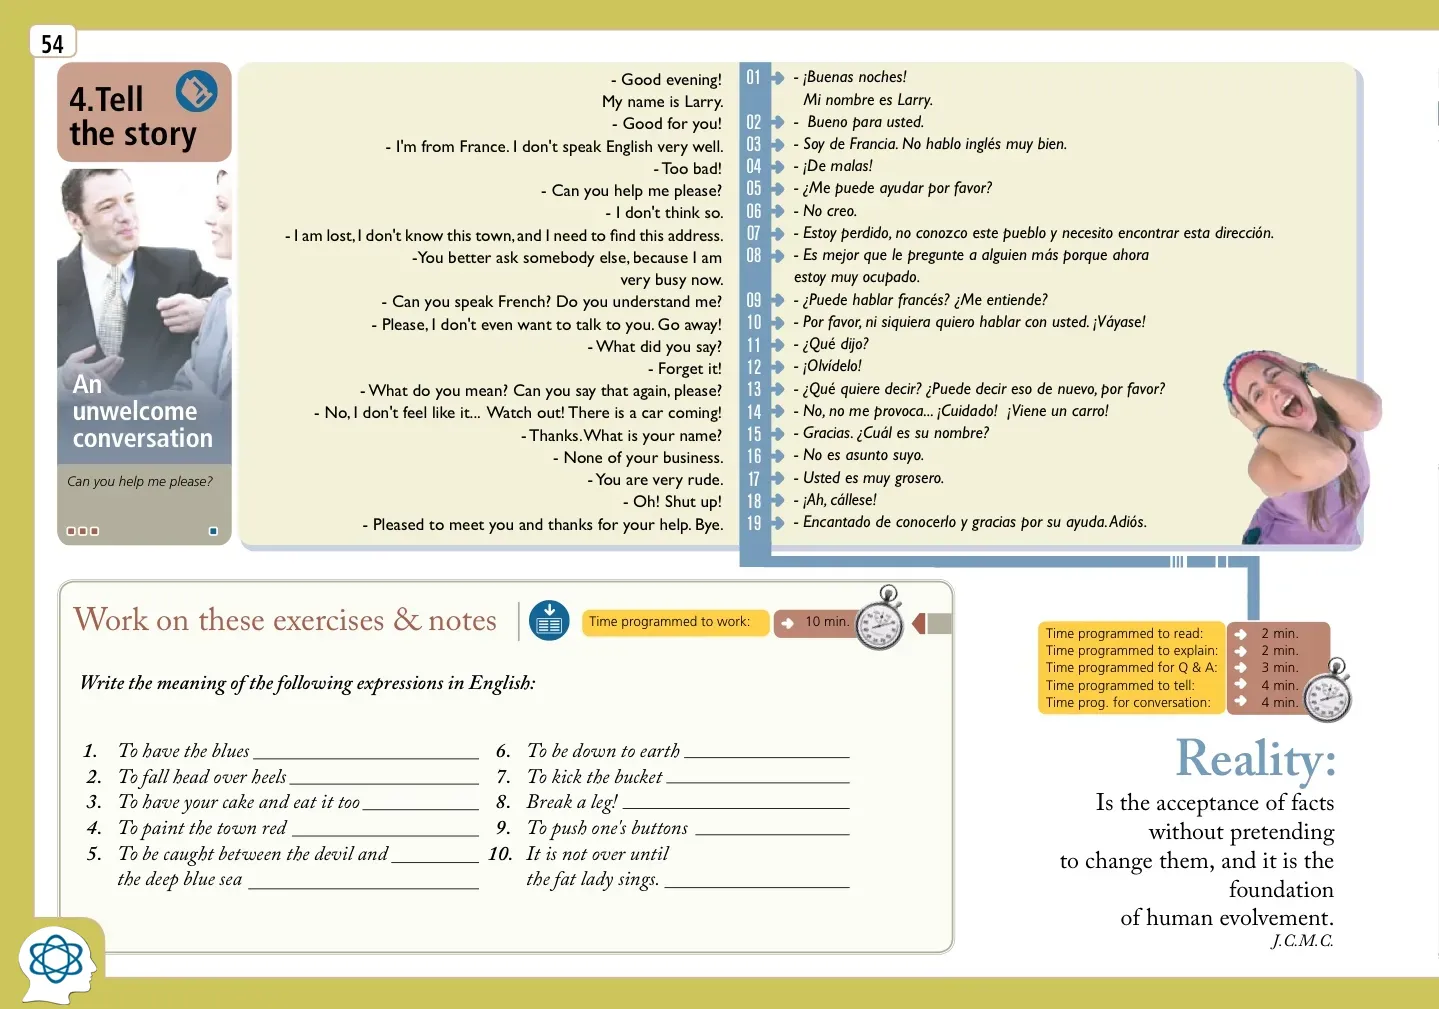 54
4.Tell
the story
An
unwelcome
conversation
Can you help me please?
- Good evening!
My name is Larry.
- Good for you!
- I'm from France. I don't speak English very well.
- Too bad!
- Can you help me please?
- I don't think so.
- I am lost, I don't know this town, and I need to find this address.
-You better ask somebody else, because I am
very busy now.
- Can you speak French? Do you understand me?
- Please, I don't even want to talk to you. Go away!
- What did you say?
- Forget it!
- What do you mean? Can you say that again, please?
- No, I don't feel like it... Watch out! There is a car coming!
- Thanks. What is your name?
- None of your business.
- You are very rude.
- Oh! Shut up!
- Pleased to meet you and thanks for your help. Bye.
01 - ¡Buenas noches!
Mi nombre es Larry.
02 - Bueno para usted.
03 - Soy de Francia. No hablo inglés muy bien.
04 - ¡De malas!
05 - ¿Me puede ayudar por favor?
06 - No creo.
07 - Estoy perdido, no conozco este pueblo y necesito encontrar esta dirección.
08 - Es mejor que le pregunte a alguien más porque ahora
estoy muy ocupado.
09 - ¿Puede hablar francés? ¿Me entiende?
10 - Por favor, ni siquiera quiero hablar con usted. ¡Váyase!
11 - ¿Qué dijo?
12 - ¡Olvídelo!
13 - ¿Qué quiere decir? ¿Puede decir eso de nuevo, por favor?
14 - No, no me provoca... ¡Cuidado! ¡Viene un carro!
15 - Gracias. ¿Cuál es su nombre?
16 - No es asunto suyo.
17 - Usted es muy grosero.
18 - ¡Ah, cállese!
19 - Encantado de conocerlo y gracias por su ayuda. Adiós.
Work on these exercises & notes
Time programmed to work: 10 min.
Write the meaning of the following expressions in English:
1. To have the blues
2. To fall head over heels
3. To have your cake and eat it too
4. To paint the town red
5. To be caught between the devil and
the deep blue sea
6. To be down to earth
7. To kick the bucket
8. Break a leg!
9. To push one's buttons
10. It is not over until
the fat lady sings.
Time programmed to read: 2 min.
Time programmed to explain: 2 min.
Time programmed for Q & A: 3 min.
Time programmed to tell: 4 min.
Time prog. for conversation: 4 min.
Reality:
Is the acceptance of facts
without pretending
to change them, and it is the
foundation
of human evolvement.
J.C.M.C.